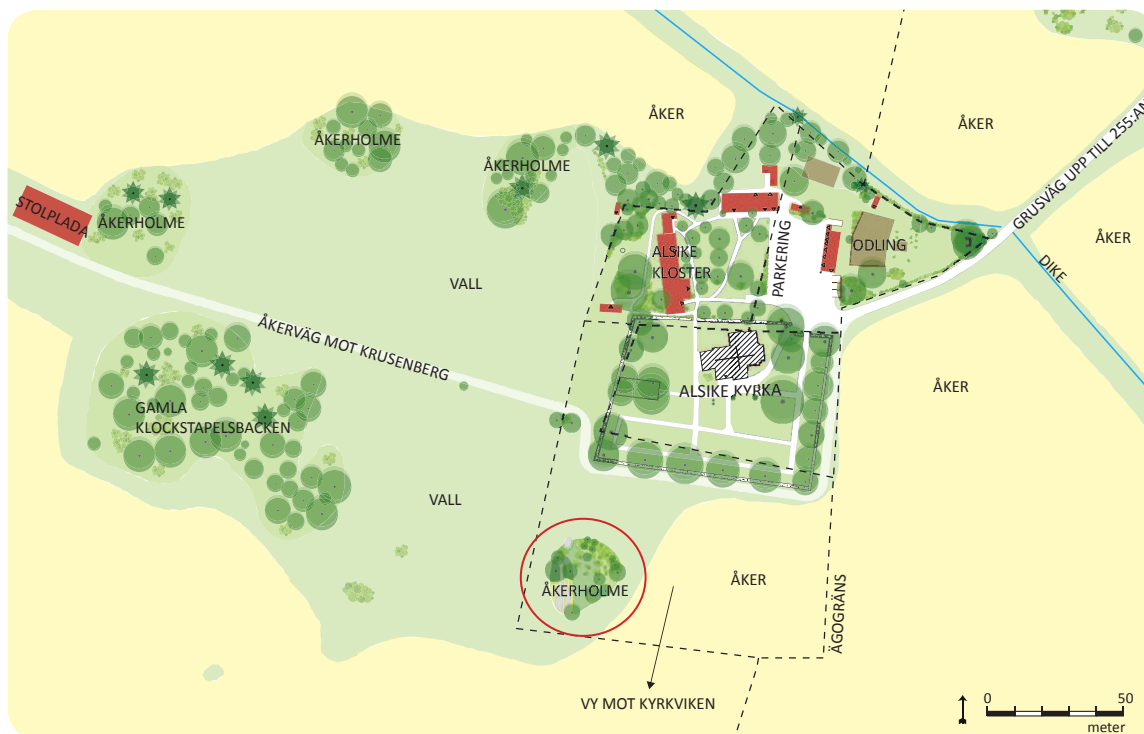 ÅKER
ÅKER
ÅKERHOLME
ÅKERHOLME
GRUSVÄG UPP TILL 255:AN
STOLPLADA
ÅKERHOLME
ALSIKE
KLOSTER
PARKERING
ODLING
ÅKER
DIKE
VALL
ÅKERVÄG MOT KRUSENBERG
ALSIKE KYRKA
ÅKER
GAMLA
KLOCKSTAPELSBACKEN
VALL
ÅKERHOLME
ÅKER
ÄGOGRÄNS
VY MOT KYRKVIKEN
0 50
meter